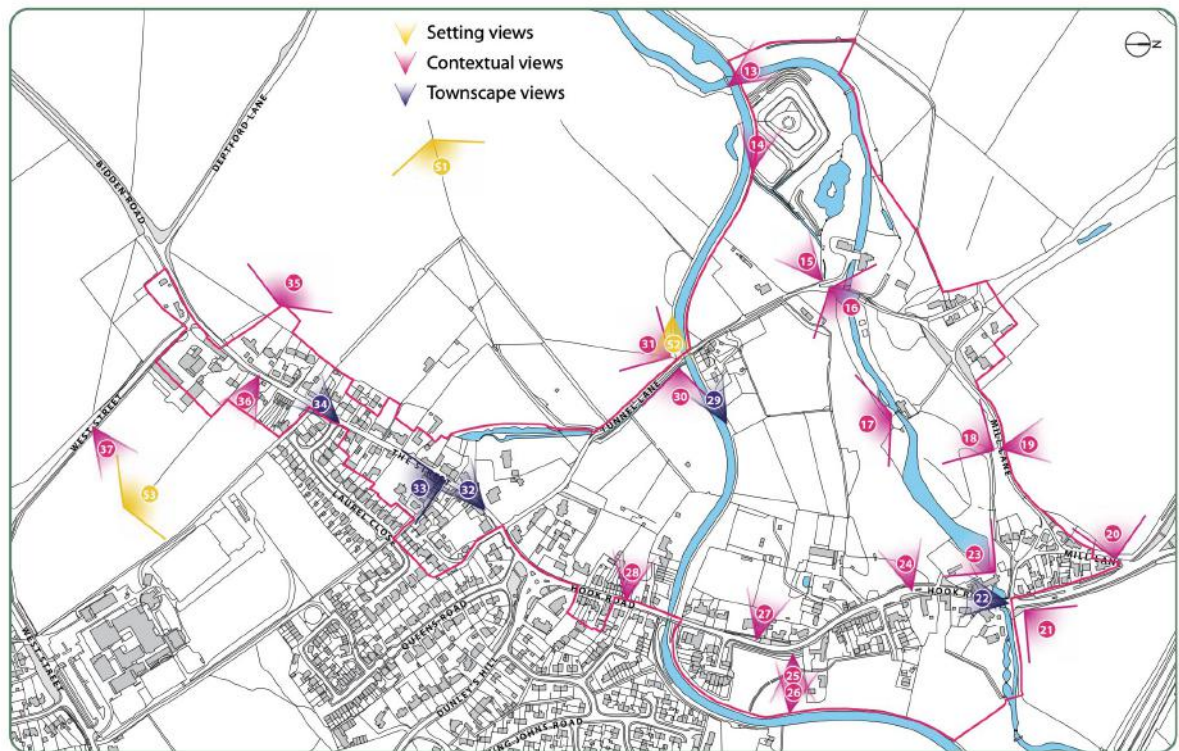 Setting views
Contextual views
Townscape views
N
13
14
S1
DEPTFORD LANE
BIDDEN ROAD
35
15
16
31
S2
TUNNEL LANE
30
29
36
34
17
18
19
MILL LANE
WEST STREET
37
S3
THE STREET
33
32
LAUREL CLOSE
20
MILL LANE
23
24
22
HOOK
21
28
HOOK ROAD
27
25
26
QUEENS ROAD
DUNLEY'S HILL
WEST STREET
JOHNS ROAD